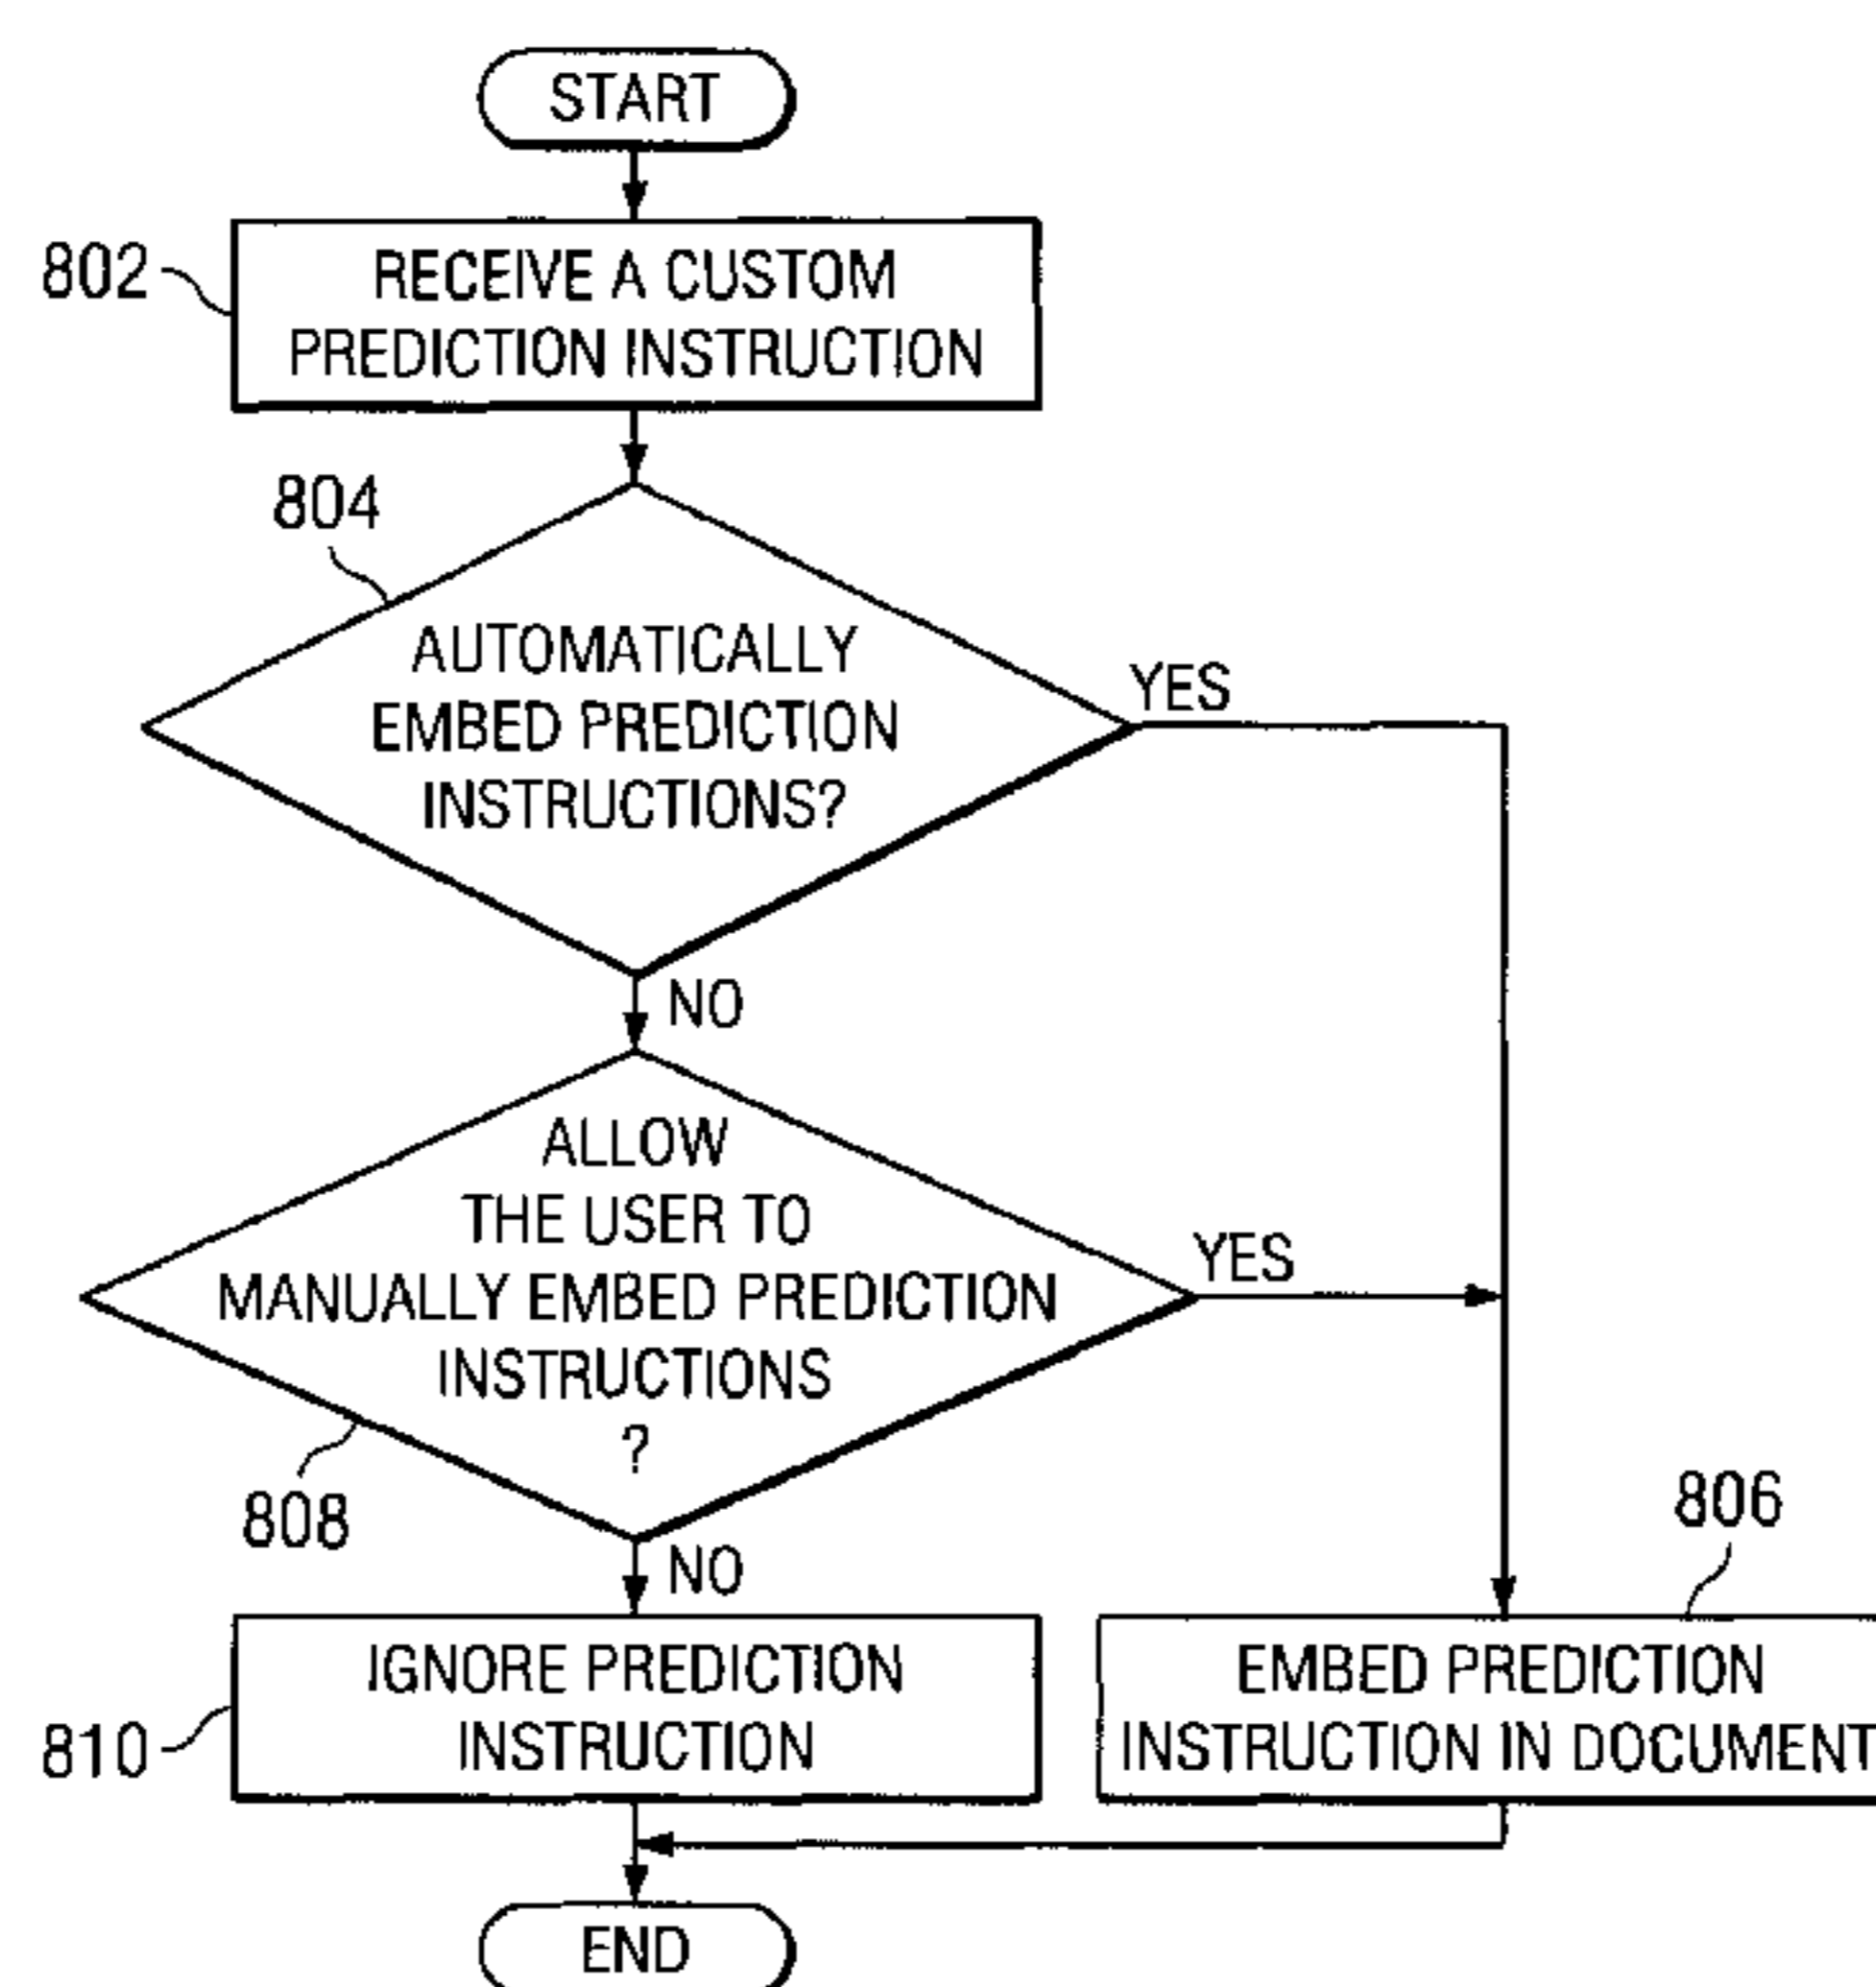 START
802
RECEIVE A CUSTOM
PREDICTION INSTRUCTION
804
AUTOMATICALLY
EMBED PREDICTION
INSTRUCTIONS?
YES
NO
ALLOW
THE USER TO
MANUALLY EMBED PREDICTION
INSTRUCTIONS
?
YES
808
NO
806
IGNORE PREDICTION
INSTRUCTION
810
EMBED PREDICTION
INSTRUCTION IN DOCUMENT
END